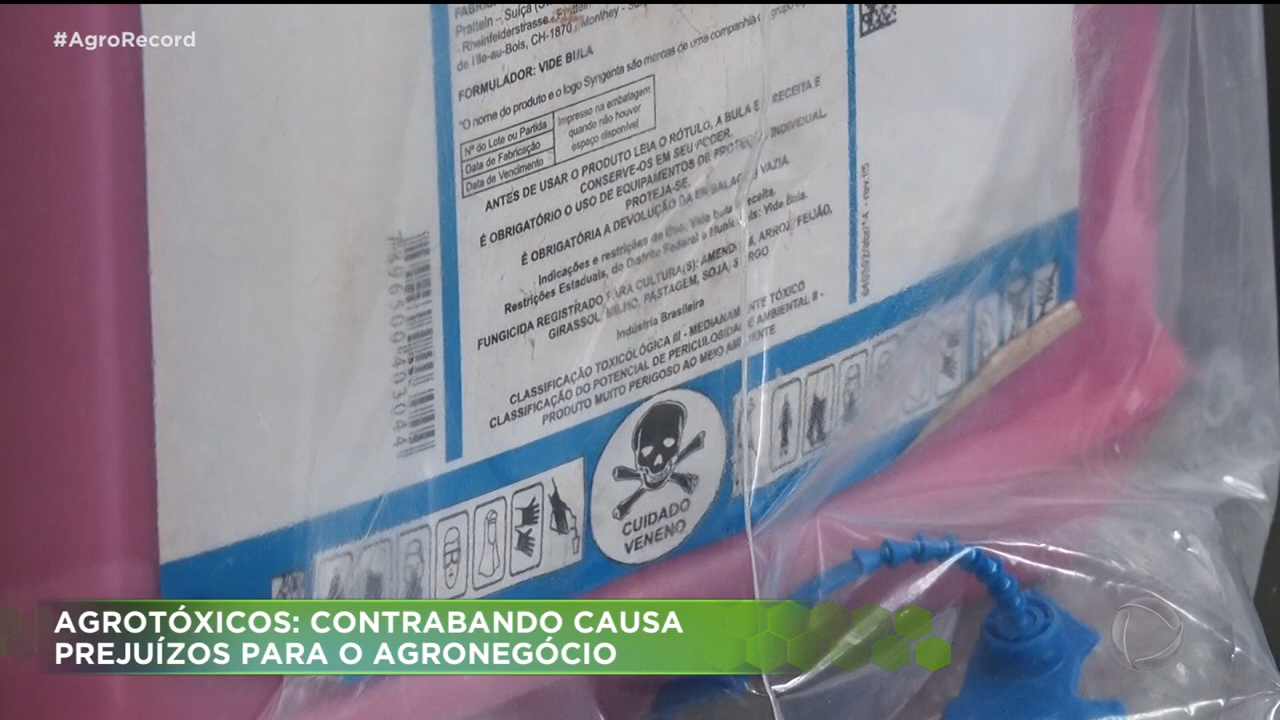 #AgroRecord
Prattein – Suíça
- Rheinfelderstrasse - Prattein
- Monthey -
de l'Ile-au-Bois, CH-1870
FORMULADOR: VIDE BULA
"O nome do produto e o logo Syngenta são marcas de uma companhia do grupo
Nº do Lote ou Partida
Data de Fabricação
Data de Vencimento
Impresso na embalagem
quando não houver
espaço disponível
ANTES DE USAR O PRODUTO LEIA O RÓTULO, A BULA E RECEITA E
CONSERVE-OS EM SEU PODER.
É OBRIGATÓRIO O USO DE EQUIPAMENTOS DE PROTEÇÃO INDIVIDUAL.
PROTEJA-SE.
É OBRIGATÓRIA A DEVOLUÇÃO DA EMBALAGEM VAZIA.
Indicações e restrições de Uso: Vide bula receita.
Restrições Estaduais, do Distrito Federal e Municipais: Vide Bula.
FUNGICIDA REGISTRADO PARA CULTURA(S): AMENDOIM, ARROZ, FEIJÃO,
GIRASSOL, MILHO, PASTAGEM, SOJA, SORGO
Indústria Brasileira
CLASSIFICAÇÃO TOXICOLÓGICA III - MEDIANAMENTE TÓXICO
CLASSIFICAÇÃO DO POTENCIAL DE PERICULOSIDADE AMBIENTAL II -
PRODUTO MUITO PERIGOSO AO MEIO AMBIENTE
7896500403044
CUIDADO
VENENO
AGROTÓXICOS: CONTRABANDO CAUSA
PREJUÍZOS PARA O AGRONEGÓCIO